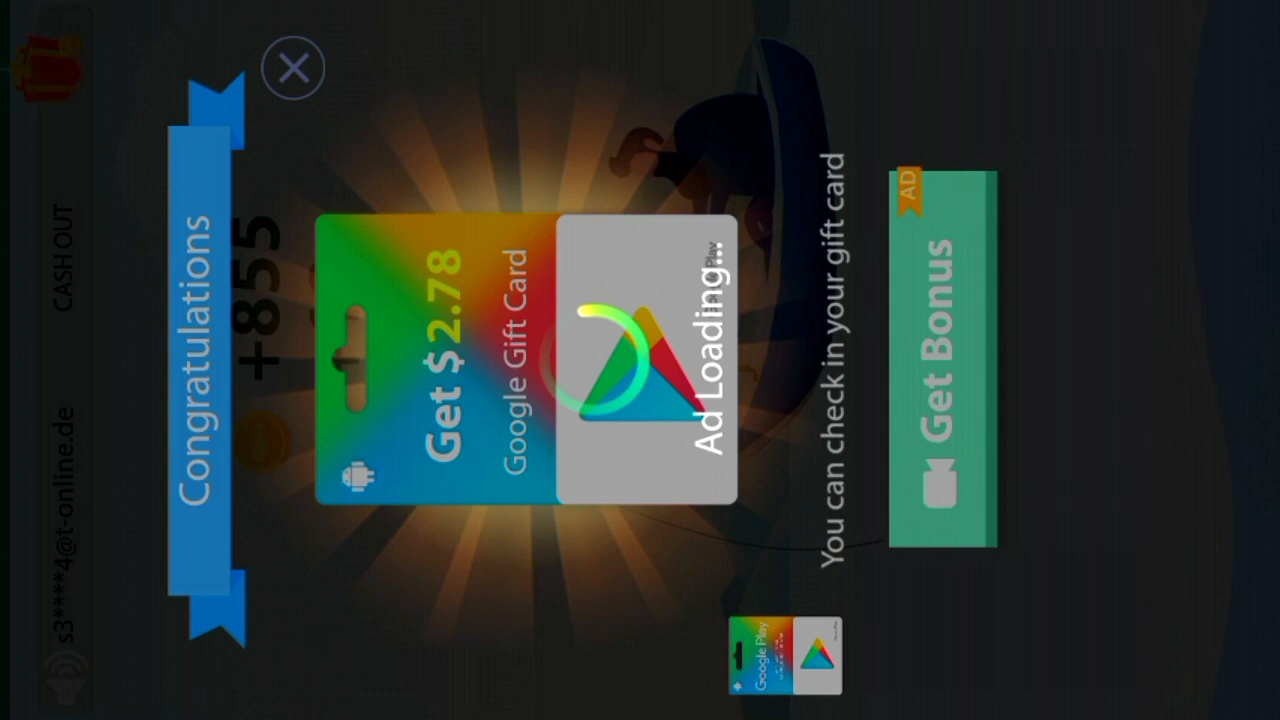 s3****4@t-online.de CASH OUT
Congratulations
+855
Get $2.78
Google Gift Card
Ad Loading...
You can check in your gift card
AD
Get Bonus
Google Play